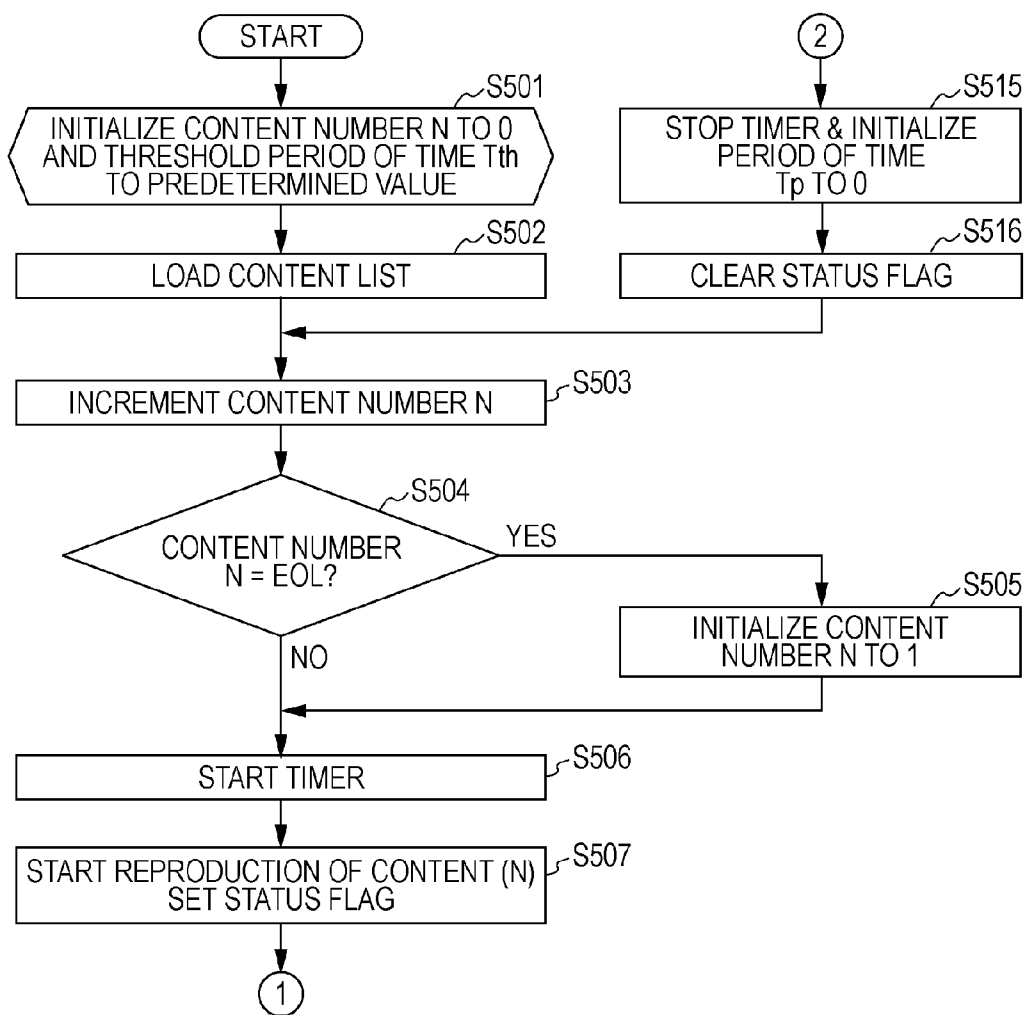 START
S501
INITIALIZE CONTENT NUMBER N TO 0
AND THRESHOLD PERIOD OF TIME Tth
TO PREDETERMINED VALUE
S502
LOAD CONTENT LIST
2
S515
STOP TIMER & INITIALIZE
PERIOD OF TIME
Tp TO 0
S516
CLEAR STATUS FLAG
S503
INCREMENT CONTENT NUMBER N
S504
CONTENT NUMBER
N = EOL?
YES
NO
S505
INITIALIZE CONTENT
NUMBER N TO 1
S506
START TIMER
S507
START REPRODUCTION OF CONTENT (N)
SET STATUS FLAG
1